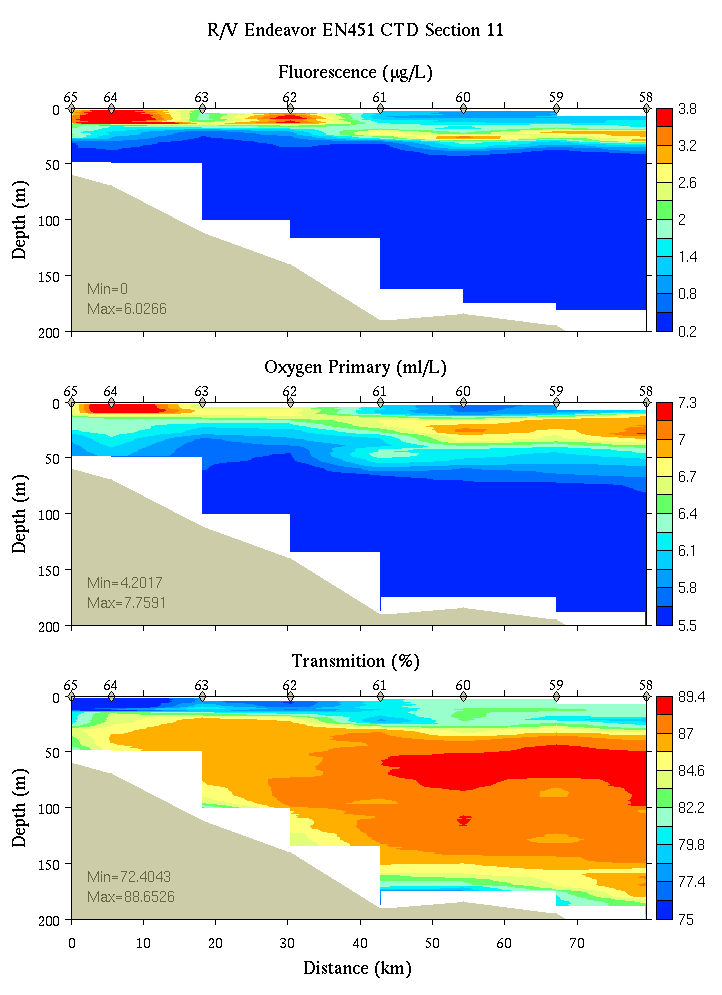 R/V Endeavor EN451 CTD Section 11
Fluorescence (µg/L)
65 64 63 62 61 60 59 58
0
50
100
150
200
Depth (m)
Min=0
Max=6.0266
3.8
3.2
2.6
2
1.4
0.8
0.2
Oxygen Primary (ml/L)
65 64 63 62 61 60 59 58
0
50
100
150
200
Depth (m)
Min=4.2017
Max=7.7591
7.3
7
6.7
6.4
6.1
5.8
5.5
Transmition (%)
65 64 63 62 61 60 59 58
0
50
100
150
200
Depth (m)
Min=72.4043
Max=88.6526
89.4
87
84.6
82.2
79.8
77.4
75
0 10 20 30 40 50 60 70
Distance (km)